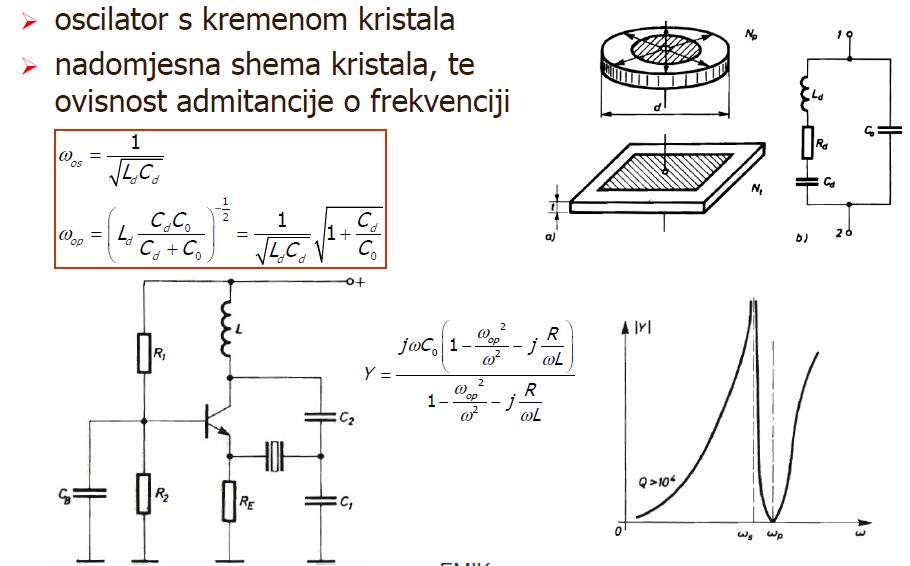 oscilator s kremenom kristala
nadomjesna shema kristala, te
ovisnost admitancije o frekvenciji
ω_os = 1 / √(L_d C_d)
ω_op = (L_d (C_d C_0) / (C_d + C_0))^(-1/2) = 1 / √(L_d C_d) √(1 + C_d / C_0)
N_p
d
t
N_t
a)
1
L_d
R_d
C_d
C_0
b)
2
+
L
R_1
C_2
C_B
R_2
R_E
C_1
Y = jωC_0 (1 - ω_op² / ω² - j R / ωL) / (1 - ω_op² / ω² - j R / ωL)
|Y|
Q>10⁴
0
ω_s
ω_p
ω